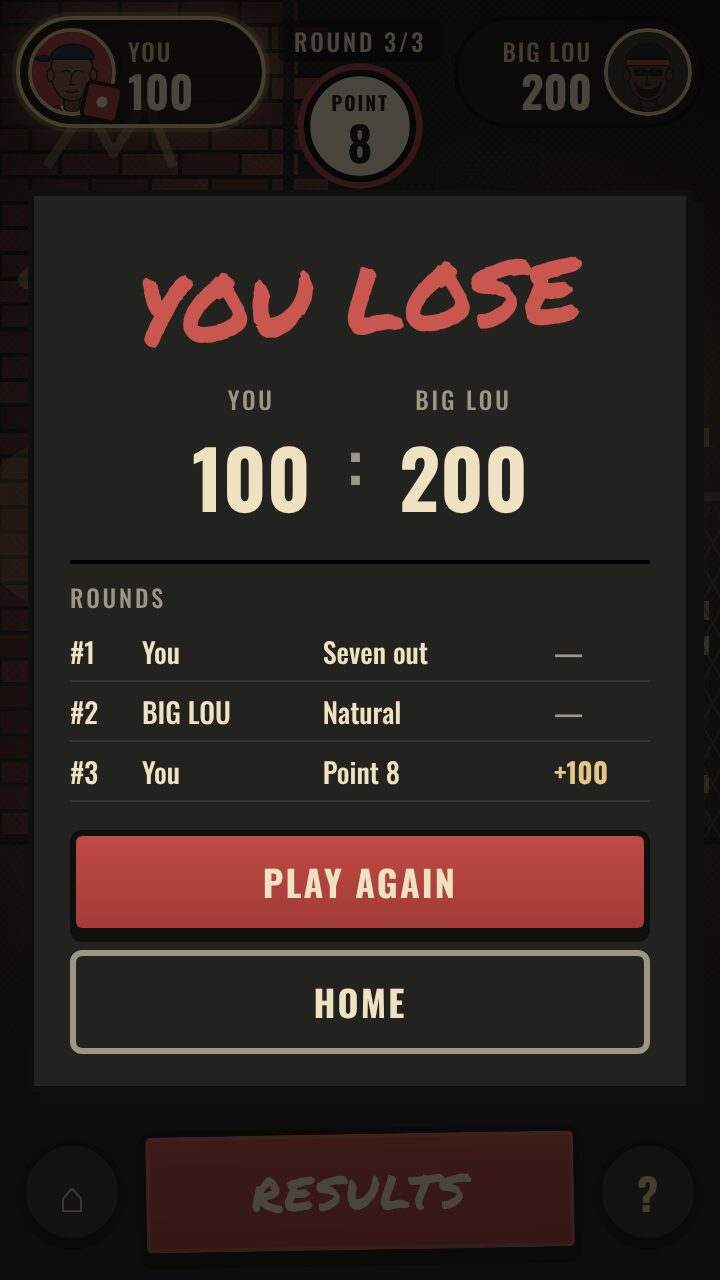 YOU
100
ROUND 3/3
POINT
8
BIG LOU
200
YOU LOSE
YOU BIG LOU
100 : 200
ROUNDS
#1 You Seven out —
#2 BIG LOU Natural —
#3 You Point 8 +100
PLAY AGAIN
HOME
RESULTS
?